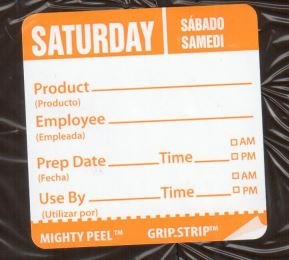 SATURDAY SÁBADO
SAMEDI
Product
(Producto)
Employee
(Empleada)
□ AM
Prep Date Time □ PM
(Fecha)
□ AM
Use By Time □ PM
(Utilizar por)
MIGHTY PEEL™ GRIP.STRIP™